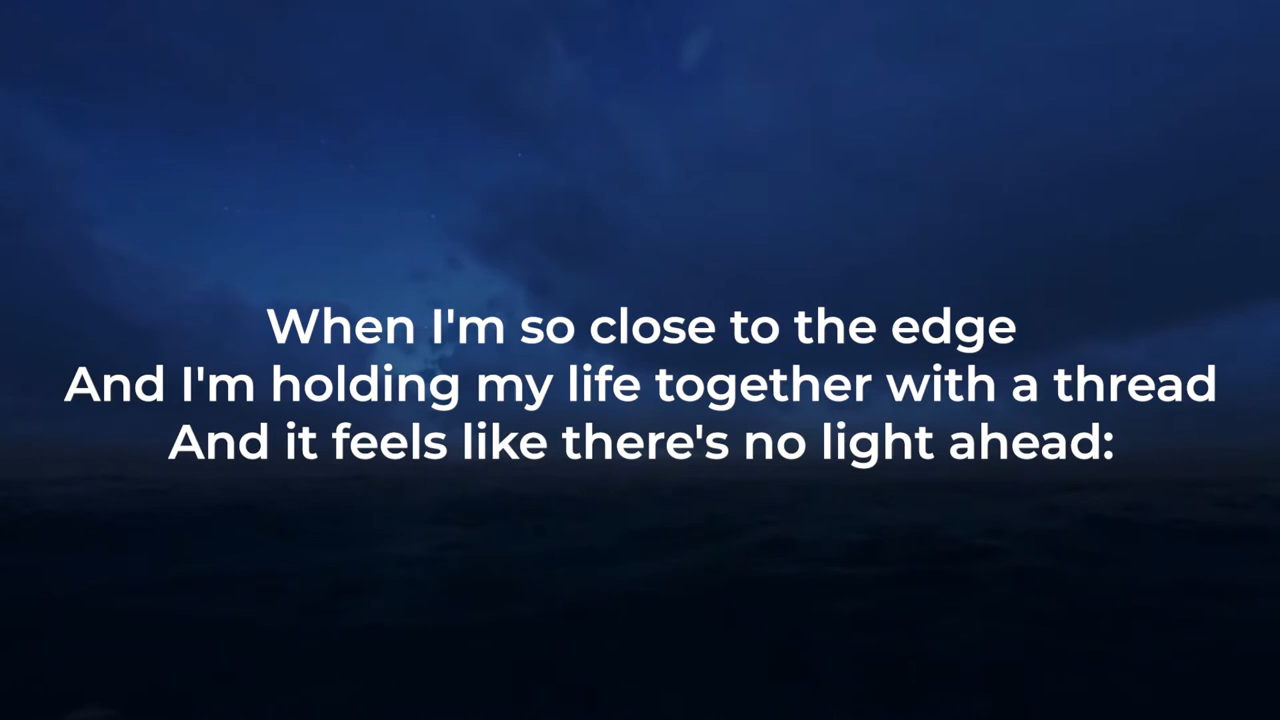 When I'm so close to the edge
And I'm holding my life together with a thread
And it feels like there's no light ahead: